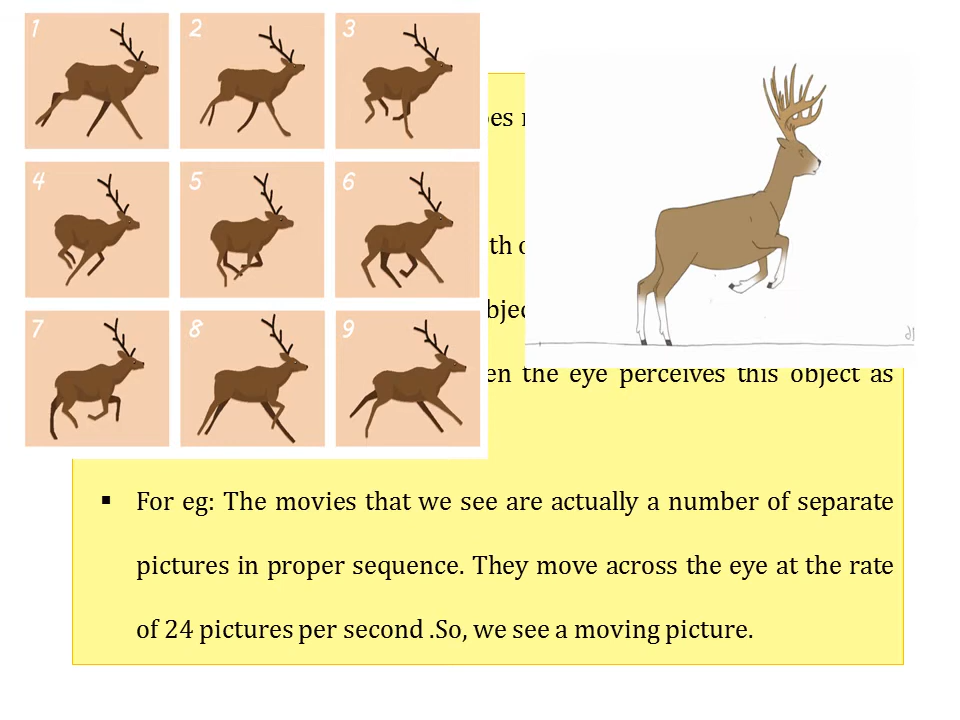 1 2 3
4 5 6
7 8 9
th
en the eye perceives this object as
▪ For eg: The movies that we see are actually a number of separate
pictures in proper sequence. They move across the eye at the rate
of 24 pictures per second .So, we see a moving picture.